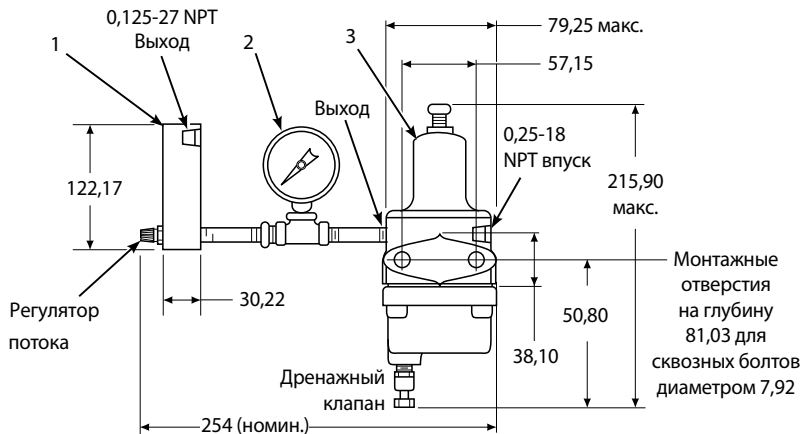 0,125-27 NPT
Выход
1
2
3
79,25 макс.
57,15
Выход
0,25-18
NPT впуск
122,17
215,90
макс.
Регулятор
потока
30,22
Монтажные
отверстия
на глубину
81,03 для
сквозных болтов
диаметром 7,92
50,80
38,10
Дренажный
клапан
254 (номин.)